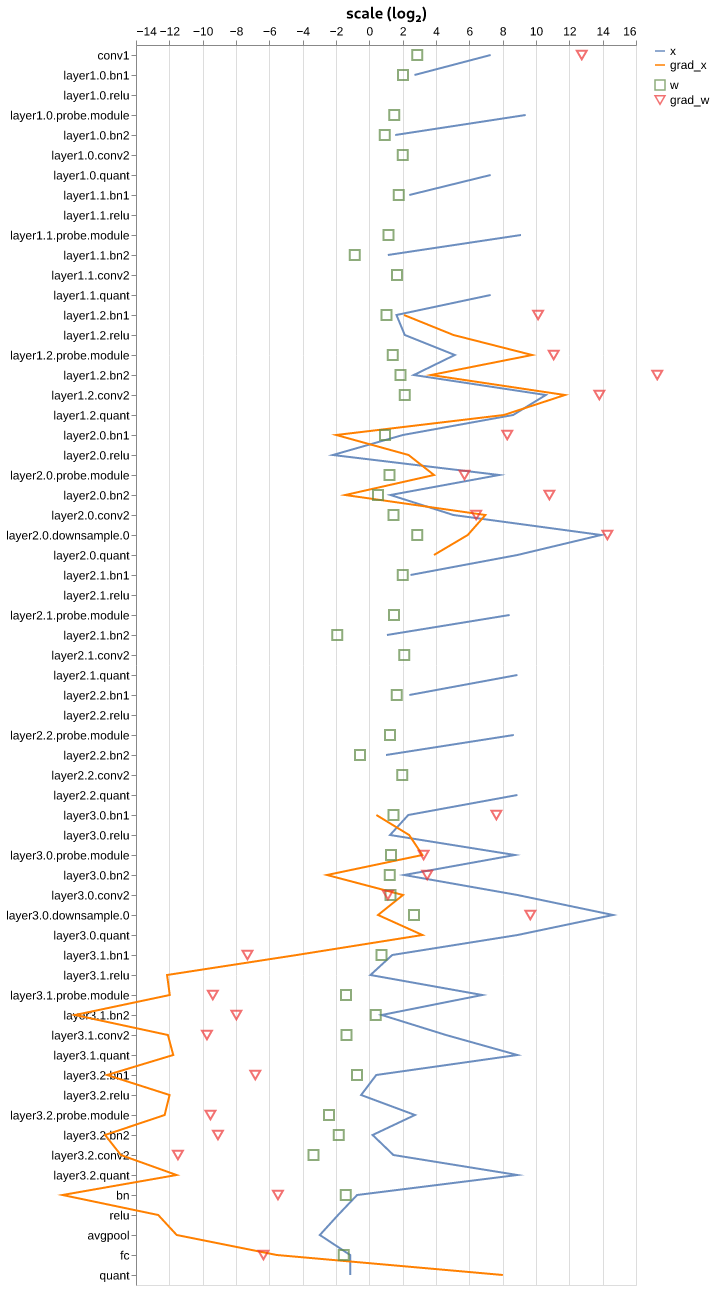 scale (log₂)
−14 −12 −10 −8 −6 −4 −2 0 2 4 6 8 10 12 14 16
x
grad_x
w
grad_w
conv1
layer1.0.bn1
layer1.0.relu
layer1.0.probe.module
layer1.0.bn2
layer1.0.conv2
layer1.0.quant
layer1.1.bn1
layer1.1.relu
layer1.1.probe.module
layer1.1.bn2
layer1.1.conv2
layer1.1.quant
layer1.2.bn1
layer1.2.relu
layer1.2.probe.module
layer1.2.bn2
layer1.2.conv2
layer1.2.quant
layer2.0.bn1
layer2.0.relu
layer2.0.probe.module
layer2.0.bn2
layer2.0.conv2
layer2.0.downsample.0
layer2.0.quant
layer2.1.bn1
layer2.1.relu
layer2.1.probe.module
layer2.1.bn2
layer2.1.conv2
layer2.1.quant
layer2.2.bn1
layer2.2.relu
layer2.2.probe.module
layer2.2.bn2
layer2.2.conv2
layer2.2.quant
layer3.0.bn1
layer3.0.relu
layer3.0.probe.module
layer3.0.bn2
layer3.0.conv2
layer3.0.downsample.0
layer3.0.quant
layer3.1.bn1
layer3.1.relu
layer3.1.probe.module
layer3.1.bn2
layer3.1.conv2
layer3.1.quant
layer3.2.bn1
layer3.2.relu
layer3.2.probe.module
layer3.2.bn2
layer3.2.conv2
layer3.2.quant
bn
relu
avgpool
fc
quant